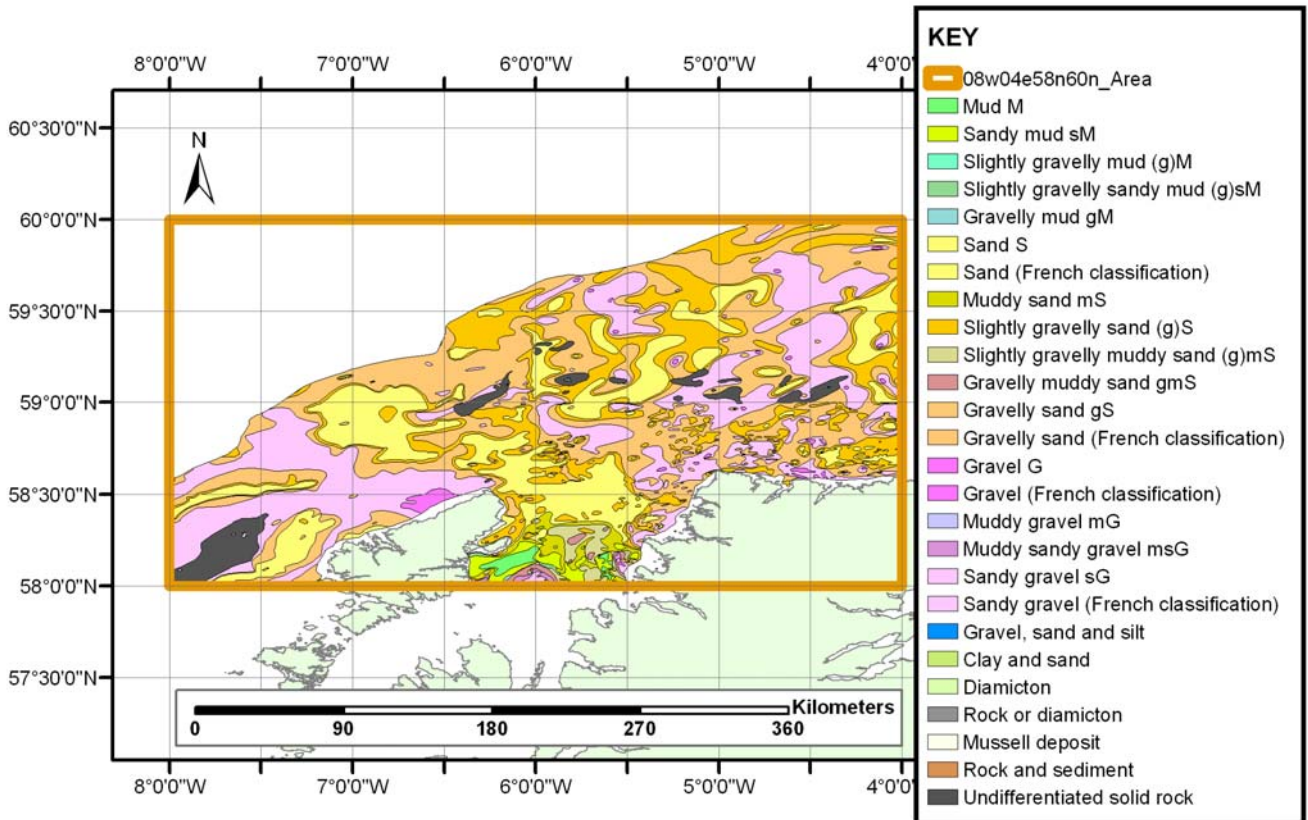 8°0'0"W 7°0'0"W 6°0'0"W 5°0'0"W 4°0'0
60°30'0"N
60°0'0"N
59°30'0"N
59°0'0"N
58°30'0"N
58°0'0"N
57°30'0"N
N
Kilometers
0 90 180 270 360
8°0'0"W 7°0'0"W 6°0'0"W 5°0'0"W 4°0'0
KEY
08w04e58n60n_Area
Mud M
Sandy mud sM
Slightly gravelly mud (g)M
Slightly gravelly sandy mud (g)sM
Gravelly mud gM
Sand S
Sand (French classification)
Muddy sand mS
Slightly gravelly sand (g)S
Slightly gravelly muddy sand (g)mS
Gravelly muddy sand gmS
Gravelly sand gS
Gravelly sand (French classification)
Gravel G
Gravel (French classification)
Muddy gravel mG
Muddy sandy gravel msG
Sandy gravel sG
Sandy gravel (French classification)
Gravel, sand and silt
Clay and sand
Diamicton
Rock or diamicton
Mussell deposit
Rock and sediment
Undifferentiated solid rock